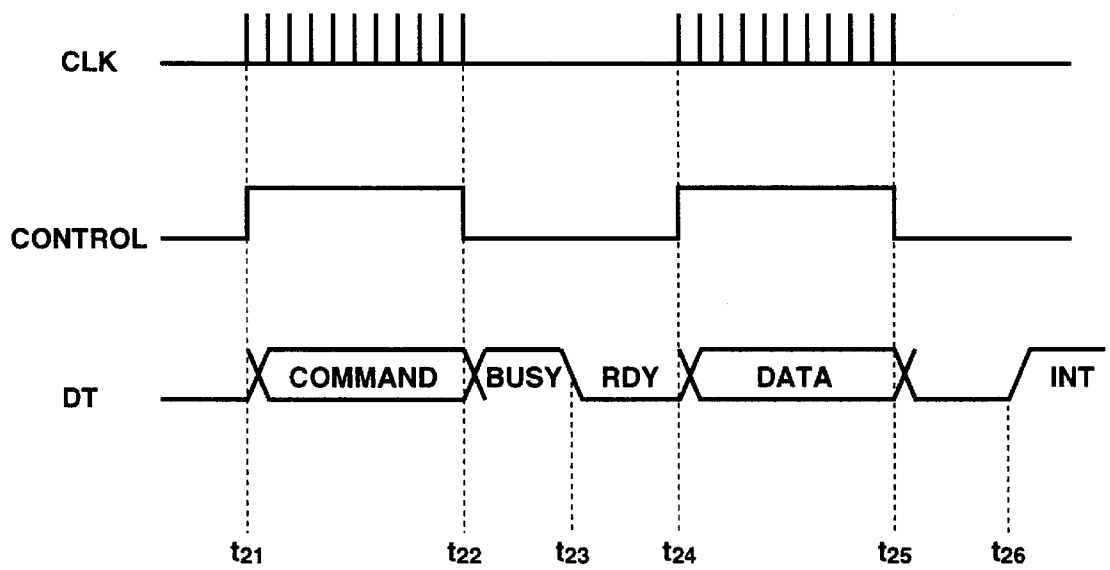 CLK
CONTROL
DT
COMMAND
BUSY
RDY
DATA
INT
t21
t22
t23
t24
t25
t26